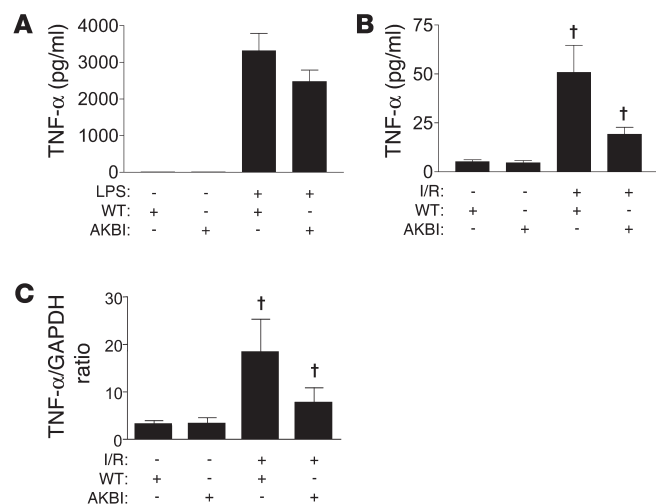 A
TNF-α (pg/ml)
4000
3000
2000
1000
0
LPS: - - + +
WT: + - + -
AKBI: - + - +
B
TNF-α (pg/ml)
75
50
25
0
† †
I/R: - - + +
WT: + - + -
AKBI: - + - +
C
TNF-α/GAPDH
ratio
30
20
10
0
† †
I/R: - - + +
WT: + - + -
AKBI: - + - +